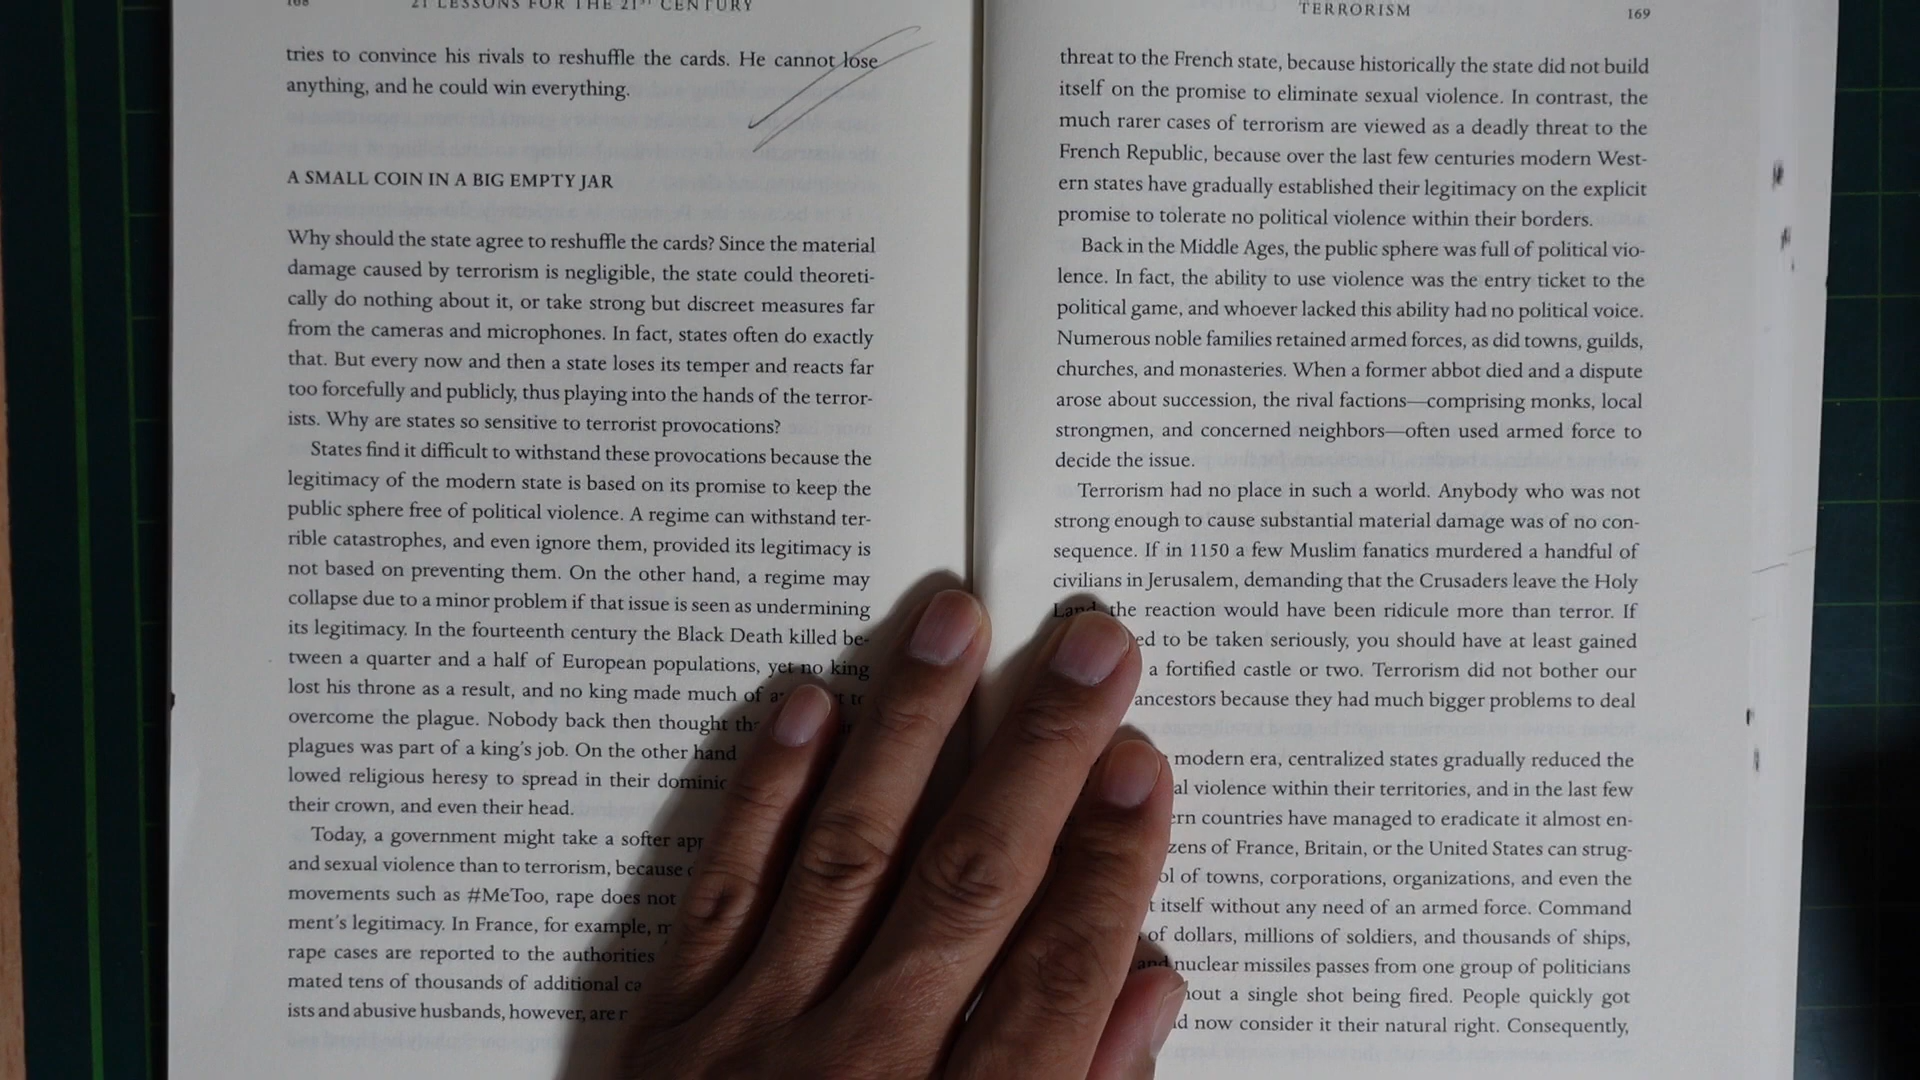 168 21 LESSONS FOR THE 21ST CENTURY
tries to convince his rivals to reshuffle the cards. He cannot lose
anything, and he could win everything.
A SMALL COIN IN A BIG EMPTY JAR
Why should the state agree to reshuffle the cards? Since the material
damage caused by terrorism is negligible, the state could theoreti-
cally do nothing about it, or take strong but discreet measures far
from the cameras and microphones. In fact, states often do exactly
that. But every now and then a state loses its temper and reacts far
too forcefully and publicly, thus playing into the hands of the terror-
ists. Why are states so sensitive to terrorist provocations?
States find it difficult to withstand these provocations because the
legitimacy of the modern state is based on its promise to keep the
public sphere free of political violence. A regime can withstand ter-
rible catastrophes, and even ignore them, provided its legitimacy is
not based on preventing them. On the other hand, a regime may
collapse due to a minor problem if that issue is seen as undermining
its legitimacy. In the fourteenth century the Black Death killed be-
tween a quarter and a half of European populations, yet no king
lost his throne as a result, and no king made much of
overcome the plague. Nobody back then thought
plagues was part of a king's job. On the other hand
lowed religious heresy to spread in their
their crown, and even their head.
Today, a government might take a softer
and sexual violence than to terrorism, because
movements such as #MeToo, rape does not
ment's legitimacy. In France, for example,
rape cases are reported to the authorities
mated tens of thousands of additional
ists and abusive husbands, however, are
TERRORISM 169
threat to the French state, because historically the state did not build
itself on the promise to eliminate sexual violence. In contrast, the
much rarer cases of terrorism are viewed as a deadly threat to the
French Republic, because over the last few centuries modern West-
ern states have gradually established their legitimacy on the explicit
promise to tolerate no political violence within their borders.
Back in the Middle Ages, the public sphere was full of political vio-
lence. In fact, the ability to use violence was the entry ticket to the
political game, and whoever lacked this ability had no political voice.
Numerous noble families retained armed forces, as did towns, guilds,
churches, and monasteries. When a former abbot died and a dispute
arose about succession, the rival factions—comprising monks, local
strongmen, and concerned neighbors—often used armed force to
decide the issue.
Terrorism had no place in such a world. Anybody who was not
strong enough to cause substantial material damage was of no con-
sequence. If in 1150 a few Muslim fanatics murdered a handful of
civilians in Jerusalem, demanding that the Crusaders leave the Holy
Land, the reaction would have been ridicule more than terror. If
to be taken seriously, you should have at least gained
a fortified castle or two. Terrorism did not bother our
ancestors because they had much bigger problems to deal
modern era, centralized states gradually reduced the
violence within their territories, and in the last few
countries have managed to eradicate it almost en-
of France, Britain, or the United States can strug-
of towns, corporations, organizations, and even the
itself without any need of an armed force. Command
of dollars, millions of soldiers, and thousands of ships,
and nuclear missiles passes from one group of politicians
a single shot being fired. People quickly got
now consider it their natural right. Consequently,